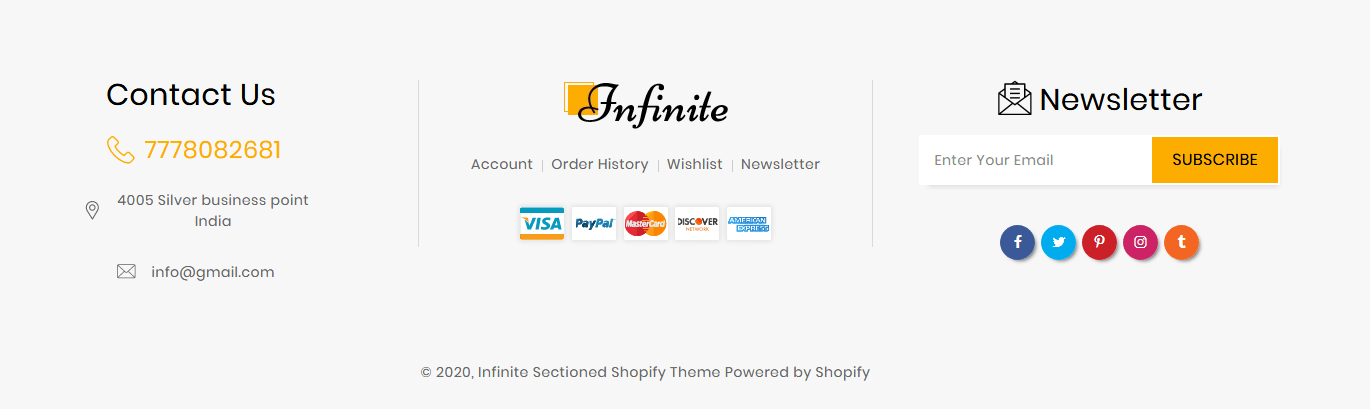 Contact Us
7778082681
4005 Silver business point
India
info@gmail.com
Infinite
Account | Order History | Wishlist | Newsletter
VISA PayPal MasterCard DISCOVER NETWORK AMERICAN EXPRESS
Newsletter
Enter Your Email SUBSCRIBE
f t
© 2020, Infinite Sectioned Shopify Theme Powered by Shopify